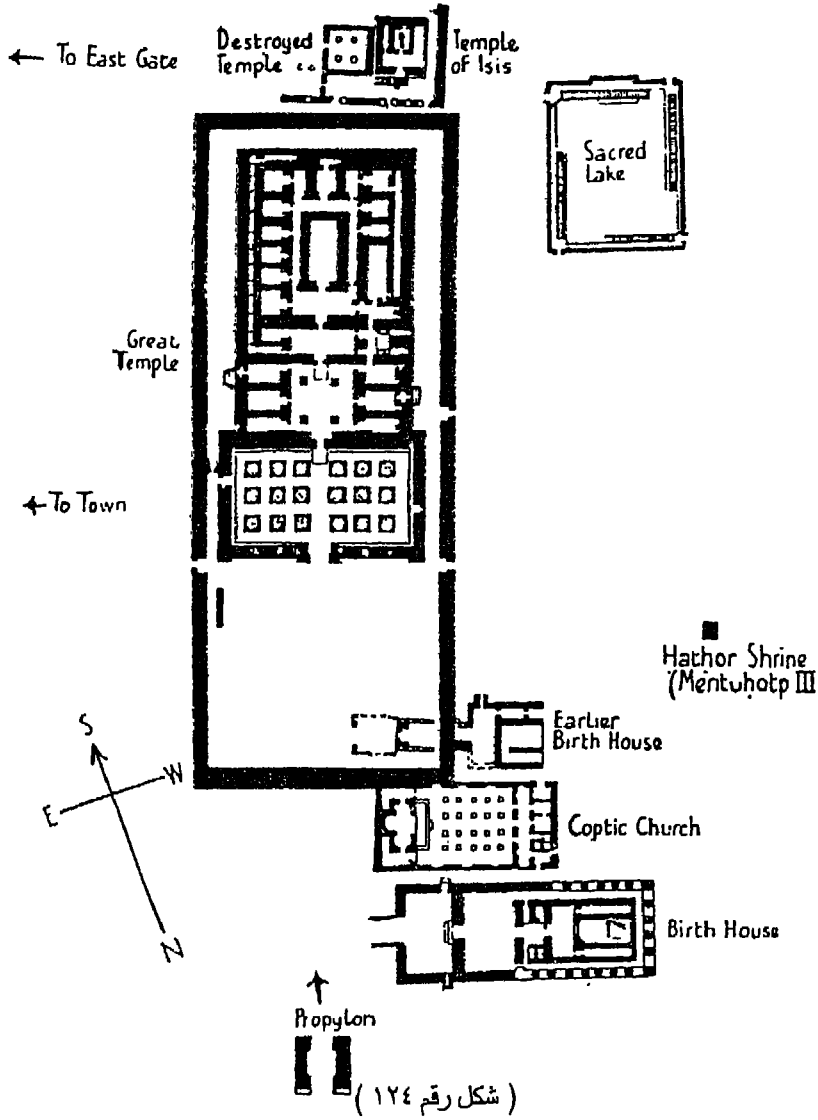 ← To East Gate
Destroyed
Temple
Temple
of Isis
Sacred
Lake
Great
Temple
← To Town
Hathor Shrine
(Mentuhotp III
Earlier
Birth House
S
E
W
N
Coptic Church
Birth House
Propylon
( شكل رقم ١٢٤ )